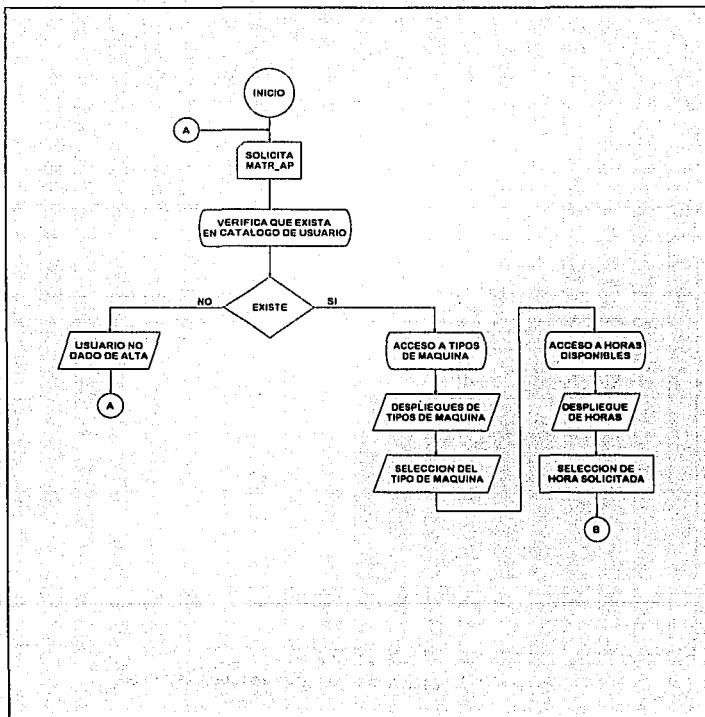 INICIO
A
SOLICITA
MATR_AP
VERIFICA QUE EXISTA
EN CATALOGO DE USUARIO
NO
EXISTE
SI
USUARIO NO
DADO DE ALTA
A
ACCESO A TIPOS
DE MAQUINA
DESPLIEGUES DE
TIPOS DE MAQUINA
SELECCION DEL
TIPO DE MAQUINA
ACCESO A HORAS
DISPONIBLES
DESPLIEGUE
DE HORAS
SELECCION DE
HORA SOLICITADA
B